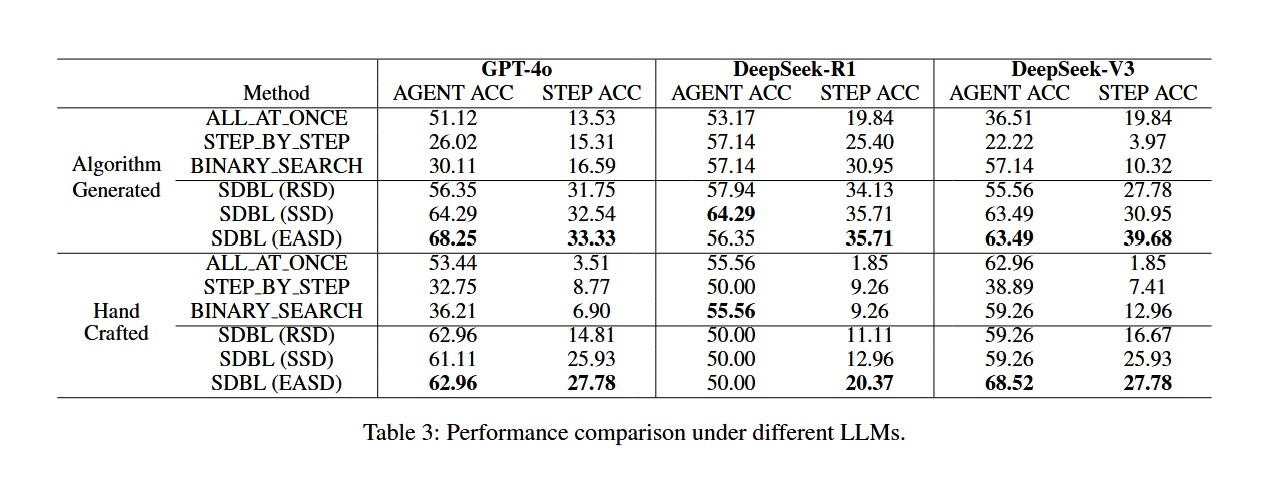 GPT-4o DeepSeek-R1 DeepSeek-V3
Method AGENT ACC STEP ACC AGENT ACC STEP ACC AGENT ACC STEP ACC
Algorithm Generated
ALL_AT_ONCE 51.12 13.53 53.17 19.84 36.51 19.84
STEP_BY_STEP 26.02 15.31 57.14 25.40 22.22 3.97
BINARY_SEARCH 30.11 16.59 57.14 30.95 57.14 10.32
SDBL (RSD) 56.35 31.75 57.94 34.13 55.56 27.78
SDBL (SSD) 64.29 32.54 64.29 35.71 63.49 30.95
SDBL (EASD) 68.25 33.33 56.35 35.71 63.49 39.68
Hand Crafted
ALL_AT_ONCE 53.44 3.51 55.56 1.85 62.96 1.85
STEP_BY_STEP 32.75 8.77 50.00 9.26 38.89 7.41
BINARY_SEARCH 36.21 6.90 55.56 9.26 59.26 12.96
SDBL (RSD) 62.96 14.81 50.00 11.11 59.26 16.67
SDBL (SSD) 61.11 25.93 50.00 12.96 59.26 25.93
SDBL (EASD) 62.96 27.78 50.00 20.37 68.52 27.78
Table 3: Performance comparison under different LLMs.